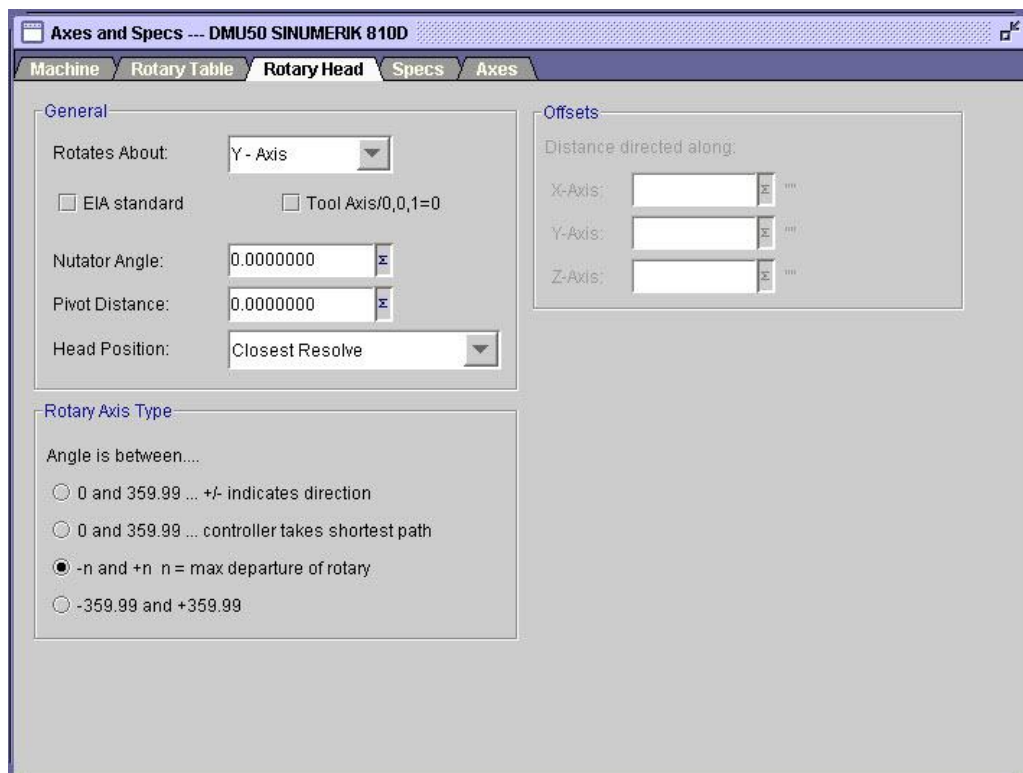 Axes and Specs --- DMU50 SINUMERIK 810D
Machine Rotary Table Rotary Head Specs Axes
General
Rotates About: Y - Axis
EIA standard Tool Axis/0,0,1=0
Nutator Angle: 0.0000000 Σ
Pivot Distance: 0.0000000 Σ
Head Position: Closest Resolve
Rotary Axis Type
Angle is between....
0 and 359.99 ... +/- indicates direction
0 and 359.99 ... controller takes shortest path
-n and +n n = max departure of rotary
-359.99 and +359.99
Offsets
Distance directed along:
X-Axis: Σ ""
Y-Axis: Σ ""
Z-Axis: Σ ""